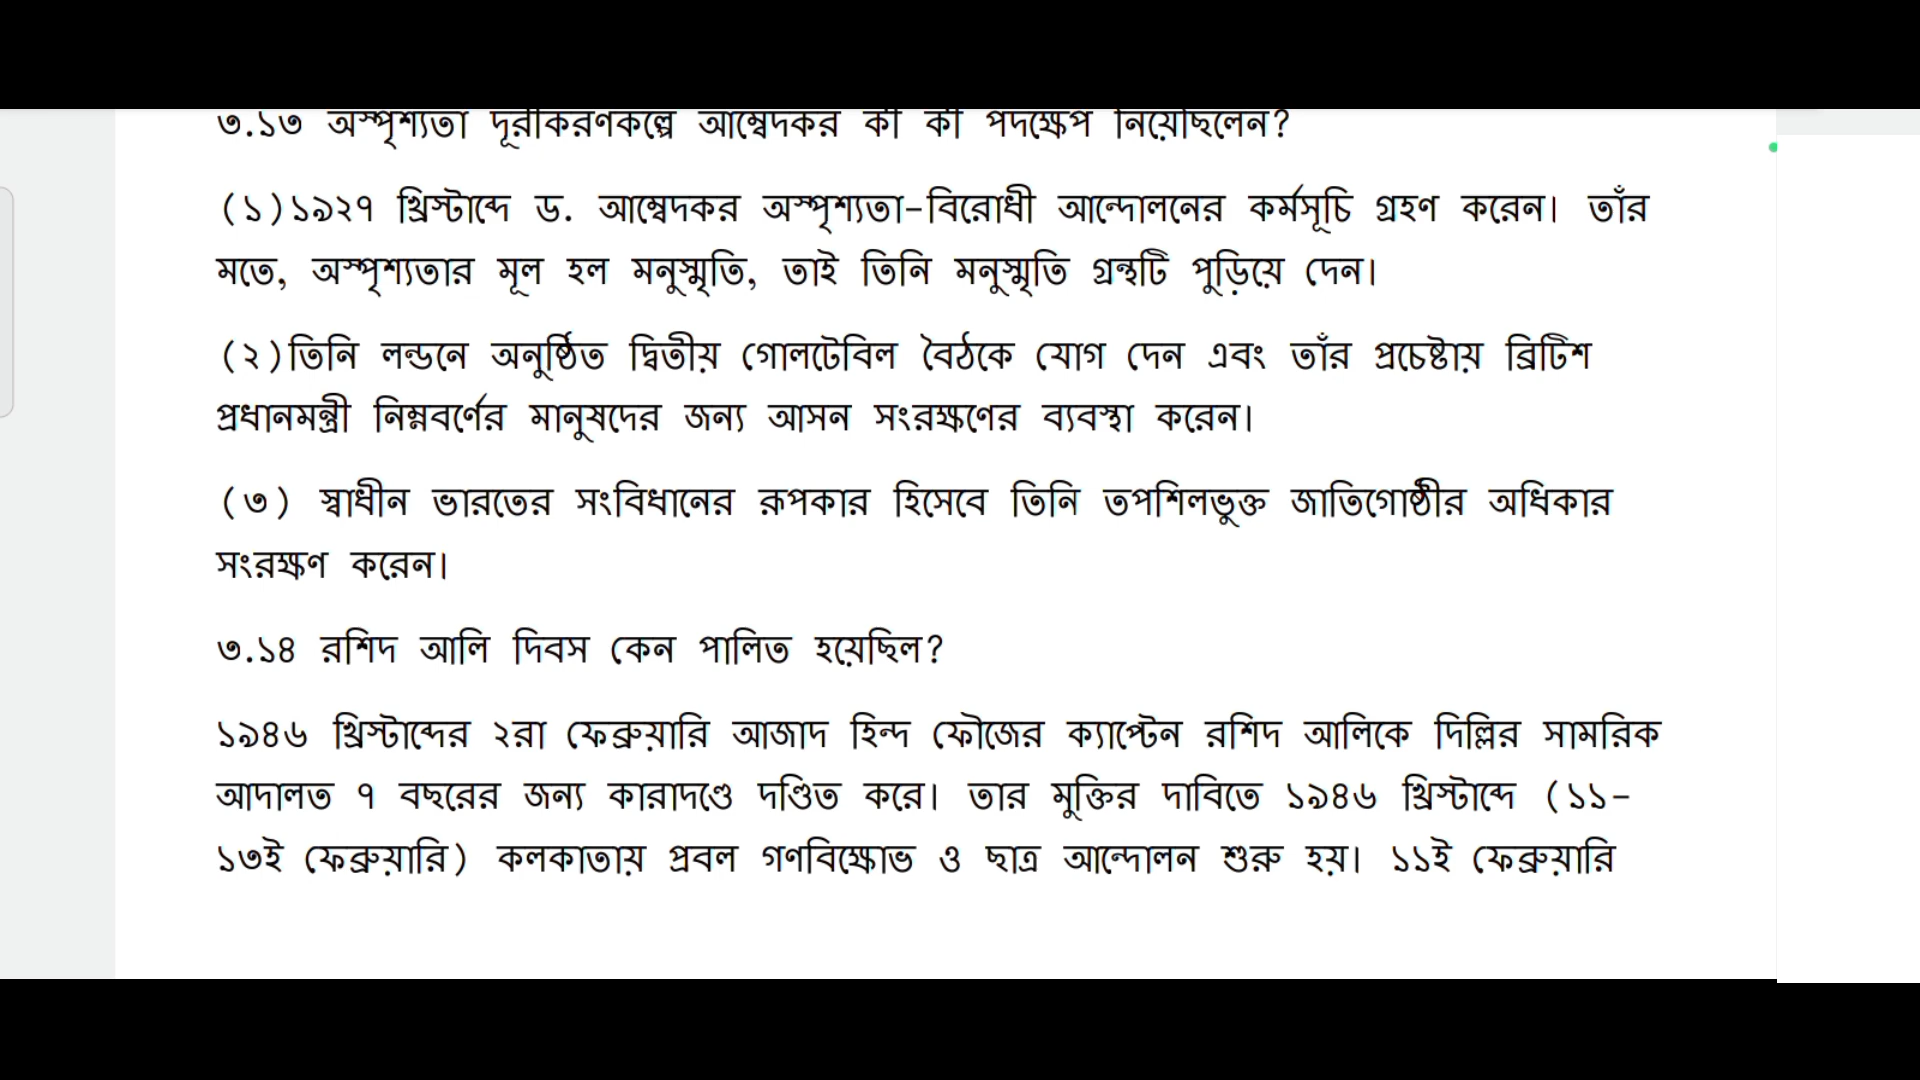 ৩.১৩ অস্পৃশ্যতা দূরীকরণকল্পে আম্বেদকর কী কী পদক্ষেপ নিয়েছিলেন?
(১)১৯২৭ খ্রিস্টাব্দে ড. আম্বেদকর অস্পৃশ্যতা-বিরোধী আন্দোলনের কর্মসূচি গ্রহণ করেন। তাঁর
মতে, অস্পৃশ্যতার মূল হল মনুস্মৃতি, তাই তিনি মনুস্মৃতি গ্রন্থটি পুড়িয়ে দেন।
(২)তিনি লন্ডনে অনুষ্ঠিত দ্বিতীয় গোলটেবিল বৈঠকে যোগ দেন এবং তাঁর প্রচেষ্টায় ব্রিটিশ
প্রধানমন্ত্রী নিম্নবর্ণের মানুষদের জন্য আসন সংরক্ষণের ব্যবস্থা করেন।
(৩) স্বাধীন ভারতের সংবিধানের রূপকার হিসেবে তিনি তপশিলভুক্ত জাতিগোষ্ঠীর অধিকার
সংরক্ষণ করেন।
৩.১৪ রশিদ আলি দিবস কেন পালিত হয়েছিল?
১৯৪৬ খ্রিস্টাব্দের ২রা ফেব্রুয়ারি আজাদ হিন্দ ফৌজের ক্যাপ্টেন রশিদ আলিকে দিল্লির সামরিক
আদালত ৭ বছরের জন্য কারাদণ্ডে দণ্ডিত করে। তার মুক্তির দাবিতে ১৯৪৬ খ্রিস্টাব্দে (১১-
১৩ই ফেব্রুয়ারি) কলকাতায় প্রবল গণবিক্ষোভ ও ছাত্র আন্দোলন শুরু হয়। ১১ই ফেব্রুয়ারি